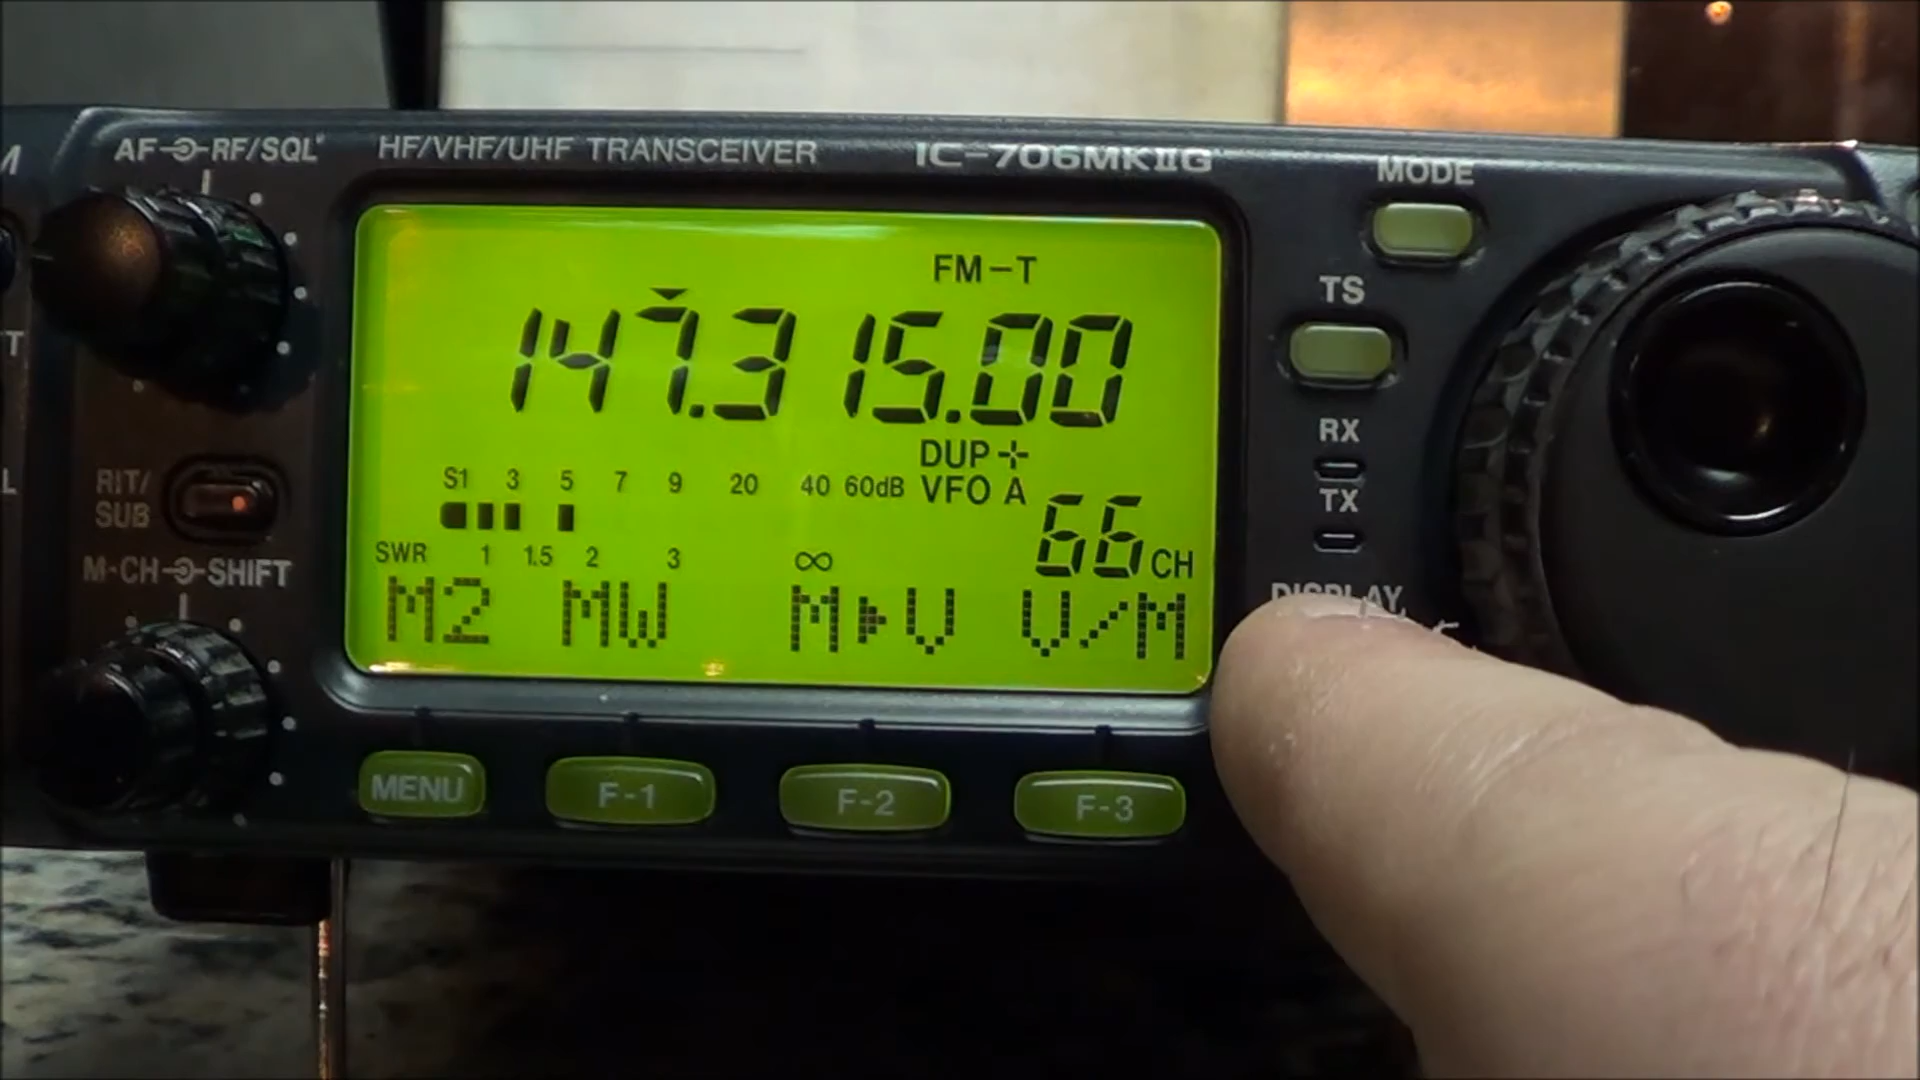 AF RF/SQL
HF/VHF/UHF TRANSCEIVER
IC-706MKIIG
MODE
FM-T
TS
147.315.00
RX
DUP+
S1 3 5 7 9 20 40 60dB
VFO A
RIT/
SUB
TX
66CH
SWR 1 1.5 2 3 ∞
M-CH SHIFT
DISPLAY
M2 MW M▶V V/M
MENU F-1 F-2 F-3
M
T
L